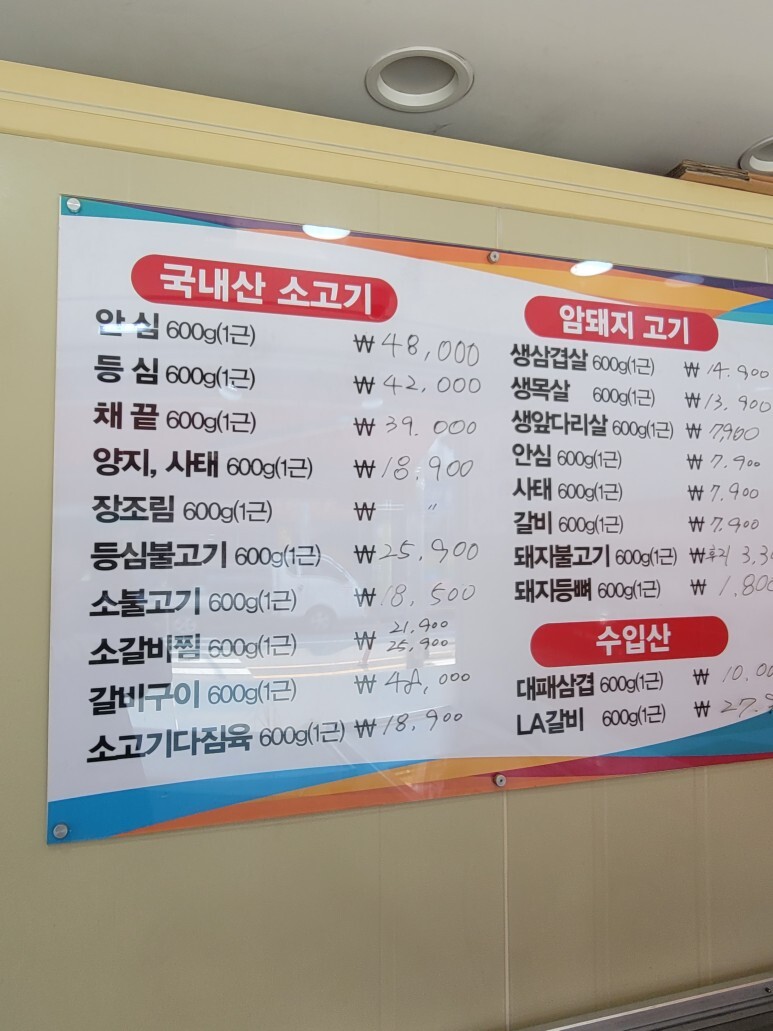 국내산 소고기
안 심 600g(1근) ₩ 48,000
등 심 600g(1근) ₩ 42.000
채 끝 600g(1근) ₩ 39.000
양지, 사태 600g(1근) ₩ 18.900
장조림 600g(1근) ₩ "
등심불고기 600g(1근) ₩ 25.900
소불고기 600g(1근) ₩ 18,500
소갈비찜 600g(1근) ₩ 21.900 25.900
갈비구이 600g(1근) ₩ 48,000
소고기다짐육 600g(1근) ₩ 18.900
암돼지 고기
생삼겹살 600g(1근) ₩ 14.900
생목살 600g(1근) ₩ 13.900
생앞다리살 600g(1근) ₩ 7,900
안심 600g(1근) ₩ 7.900
사태 600g(1근) ₩ 7.900
갈비 600g(1근) ₩ 7.900
돼지불고기 600g(1근) ₩
돼지등뼈 600g(1근) ₩ 1.800
수입산
대패삼겹 600g(1근) ₩
LA갈비 600g(1근) ₩